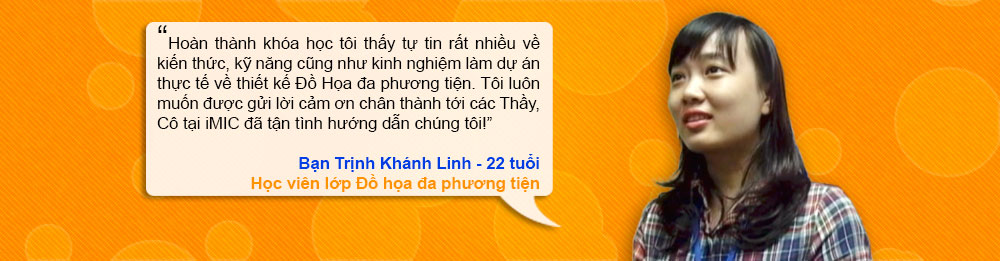 “Hoàn thành khóa học tôi thấy tự tin rất nhiều về
kiến thức, kỹ năng cũng như kinh nghiệm làm dự án
thực tế về thiết kế Đồ Họa đa phương tiện. Tôi luôn
muốn được gửi lời cảm ơn chân thành tới các Thầy,
Cô tại iMIC đã tận tình hướng dẫn chúng tôi!”
Bạn Trịnh Khánh Linh - 22 tuổi
Học viên lớp Đồ họa đa phương tiện